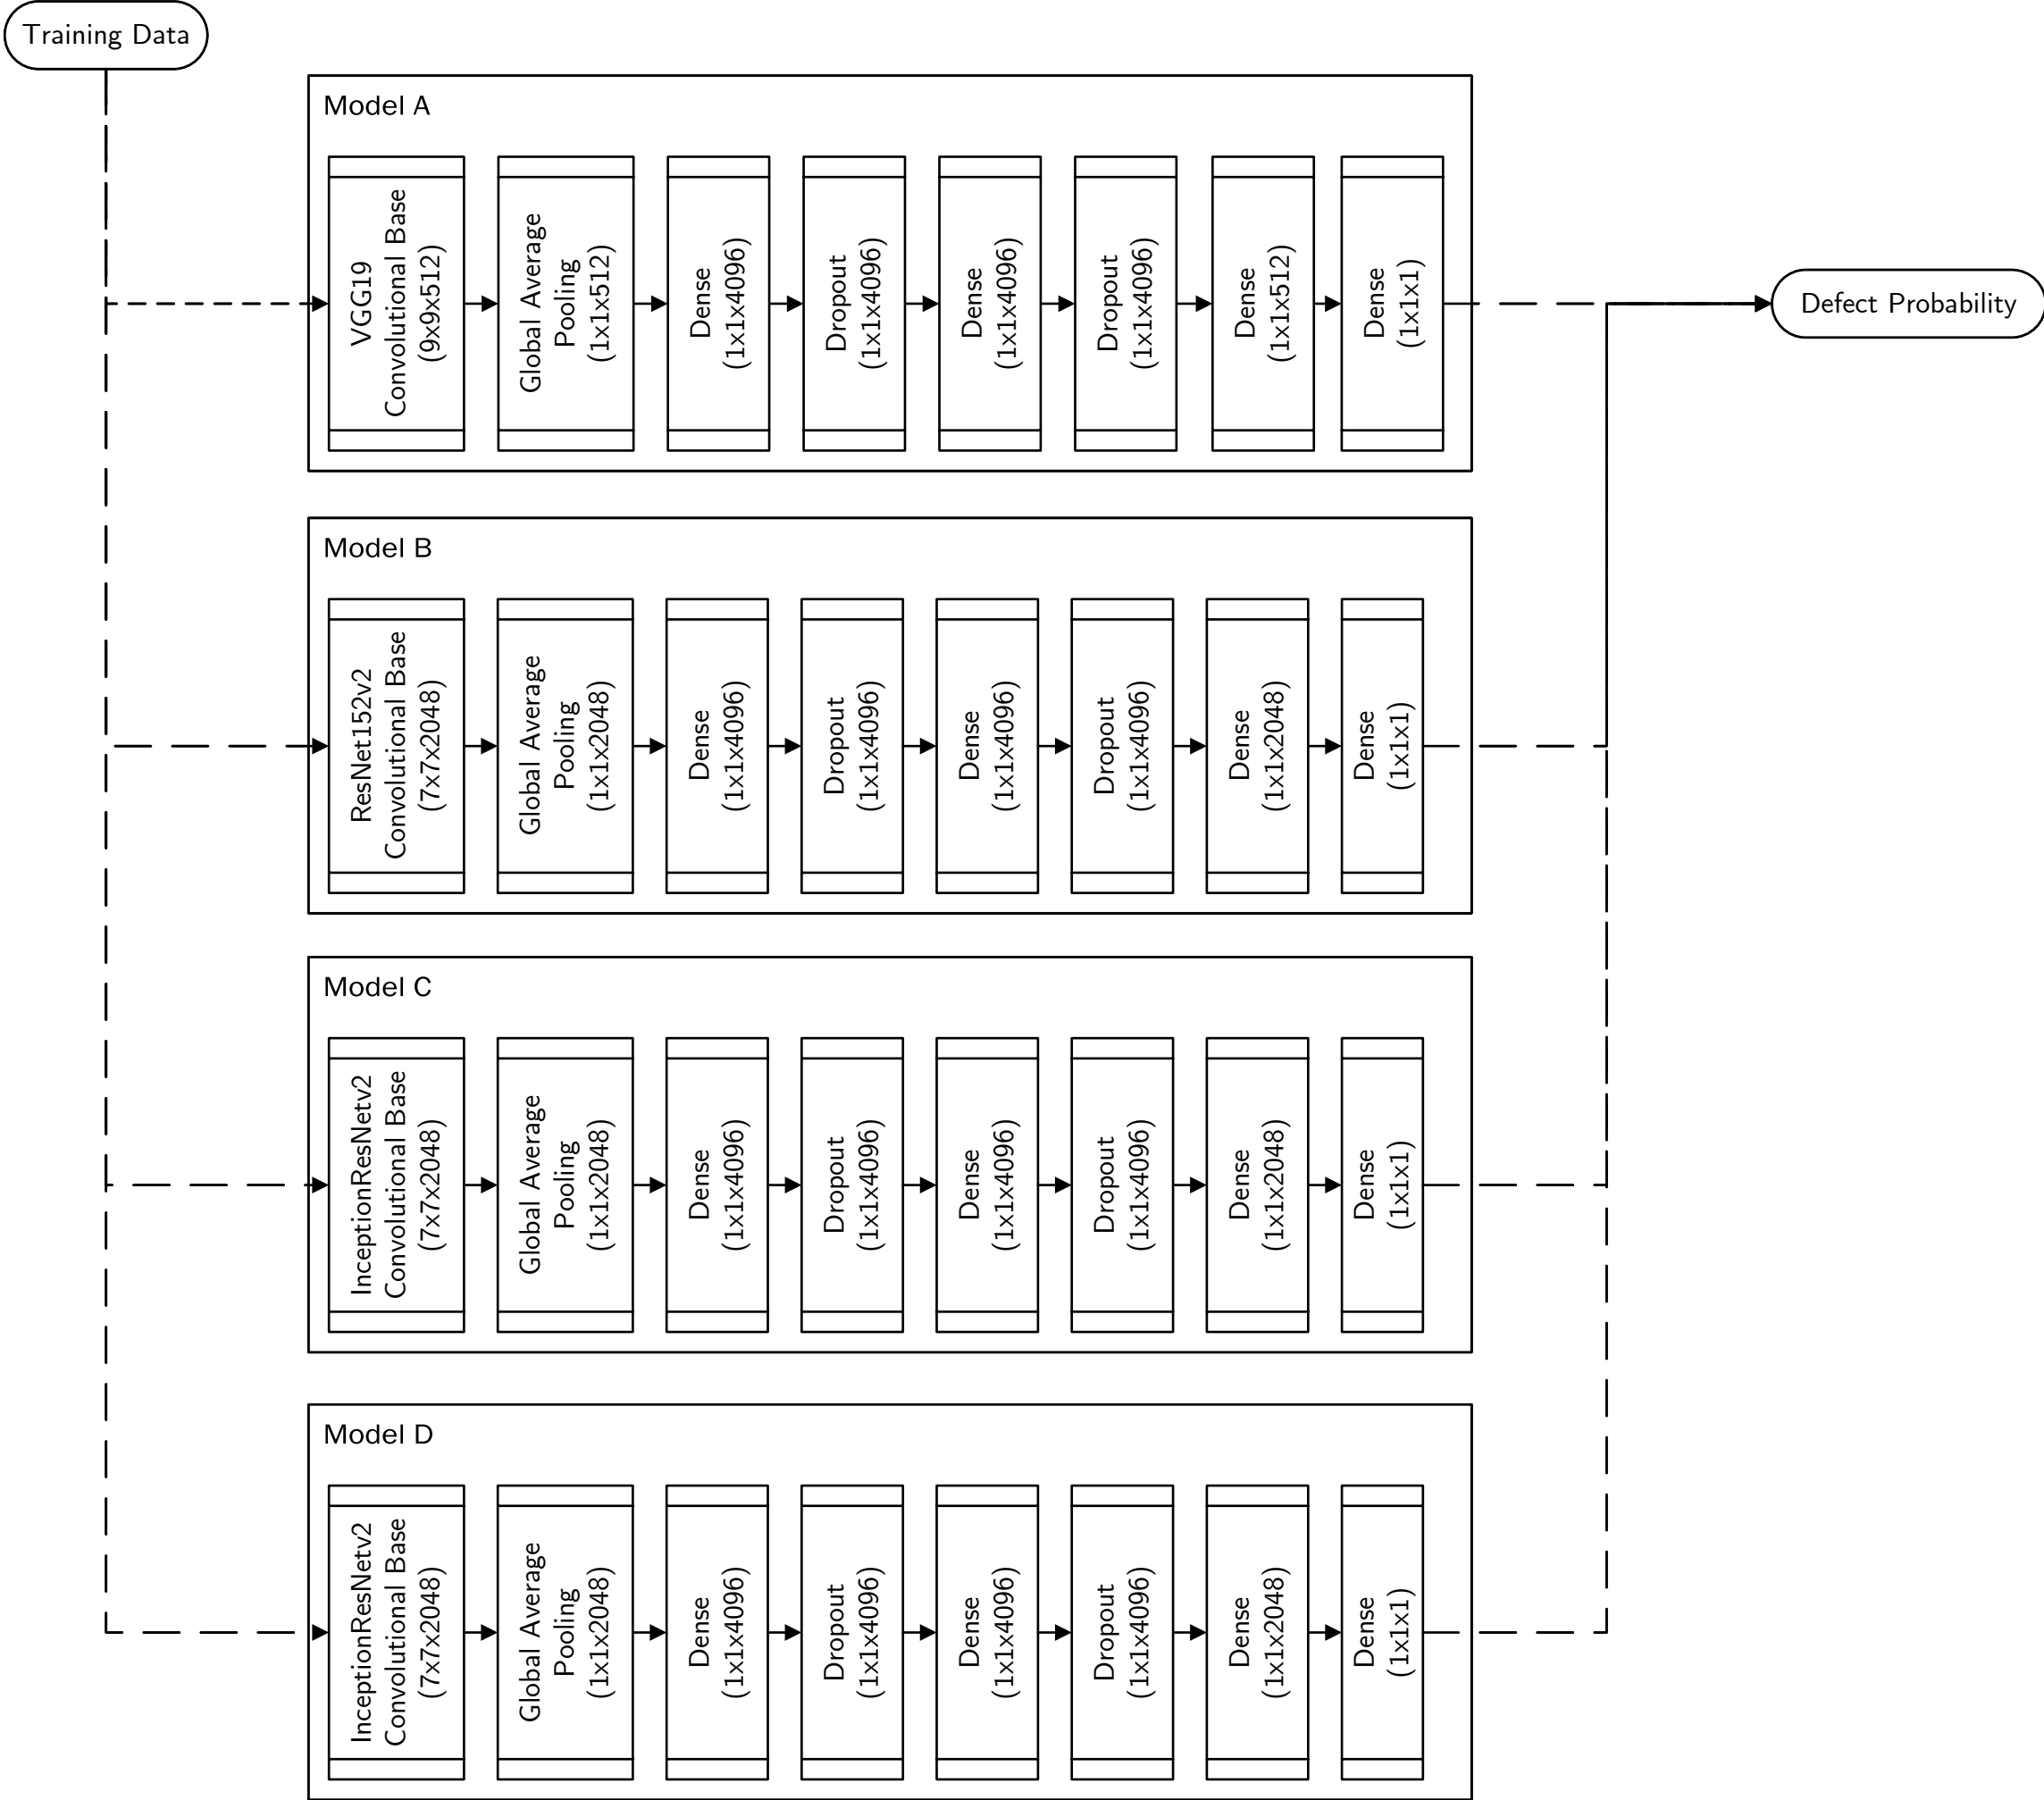 Training Data
Model A
VGG19
Convolutional Base
(9x9x512)
Global Average
Pooling
(1x1x512)
Dense
(1x1x4096)
Dropout
(1x1x4096)
Dense
(1x1x4096)
Dropout
(1x1x4096)
Dense
(1x1x512)
Dense
(1x1x1)
Defect Probability
Model B
ResNet152v2
Convolutional Base
(7x7x2048)
Global Average
Pooling
(1x1x2048)
Dense
(1x1x4096)
Dropout
(1x1x4096)
Dense
(1x1x4096)
Dropout
(1x1x4096)
Dense
(1x1x2048)
Dense
(1x1x1)
Model C
InceptionResNetv2
Convolutional Base
(7x7x2048)
Global Average
Pooling
(1x1x2048)
Dense
(1x1x4096)
Dropout
(1x1x4096)
Dense
(1x1x4096)
Dropout
(1x1x4096)
Dense
(1x1x2048)
Dense
(1x1x1)
Model D
InceptionResNetv2
Convolutional Base
(7x7x2048)
Global Average
Pooling
(1x1x2048)
Dense
(1x1x4096)
Dropout
(1x1x4096)
Dense
(1x1x4096)
Dropout
(1x1x4096)
Dense
(1x1x2048)
Dense
(1x1x1)